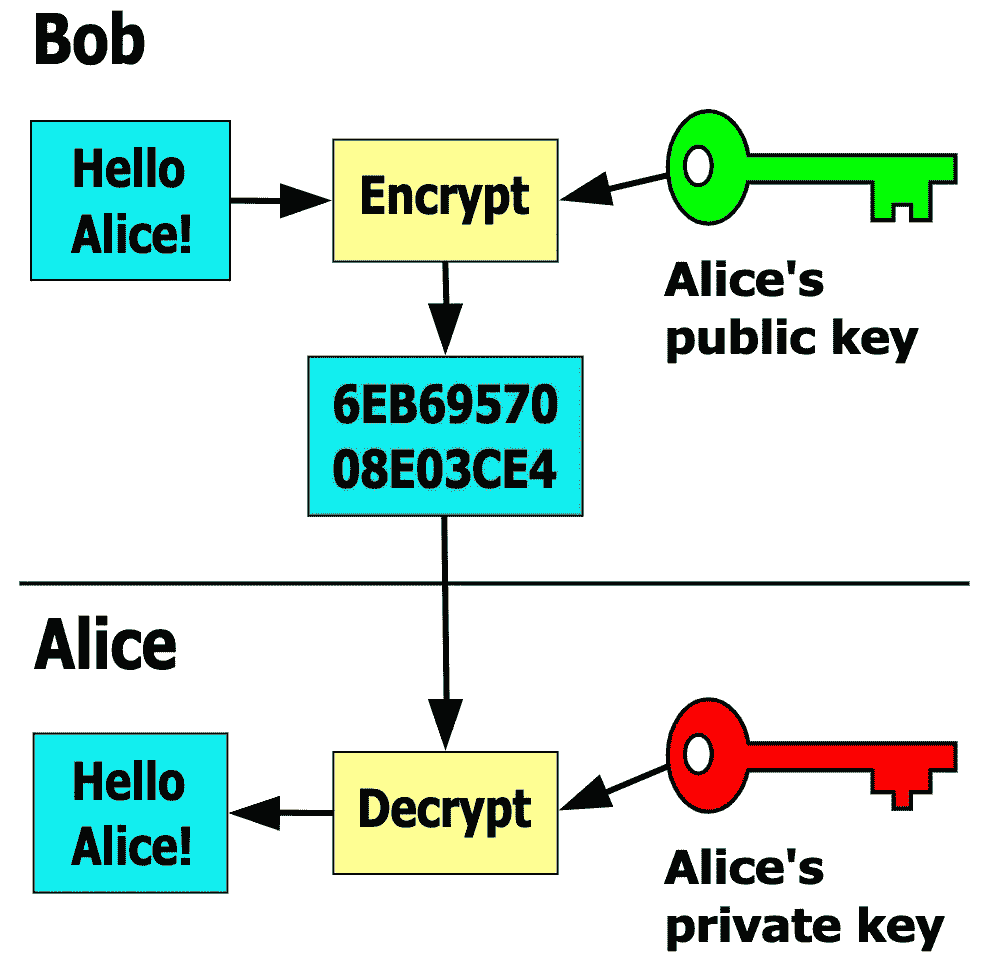 Bob
Hello
Alice!
Encrypt
Alice's
public key
6EB69570
08E03CE4
Alice
Hello
Alice!
Decrypt
Alice's
private key